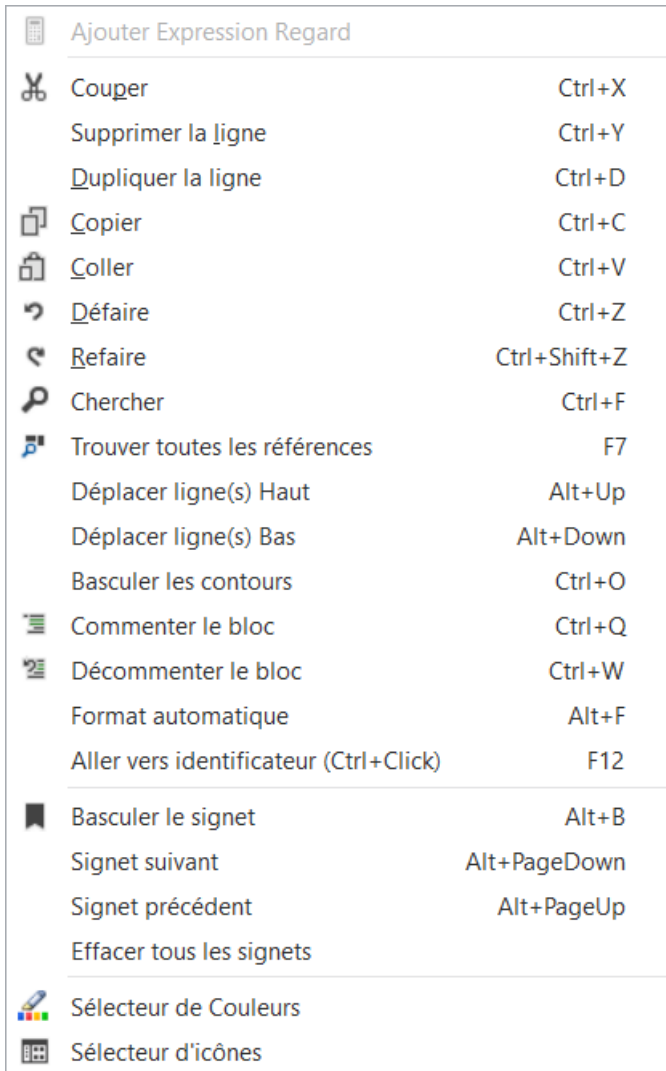 Ajouter Expression Regard
Couper Ctrl+X
Supprimer la ligne Ctrl+Y
Dupliquer la ligne Ctrl+D
Copier Ctrl+C
Coller Ctrl+V
Défaire Ctrl+Z
Refaire Ctrl+Shift+Z
Chercher Ctrl+F
Trouver toutes les références F7
Déplacer ligne(s) Haut Alt+Up
Déplacer ligne(s) Bas Alt+Down
Basculer les contours Ctrl+O
Commenter le bloc Ctrl+Q
Décommenter le bloc Ctrl+W
Format automatique Alt+F
Aller vers identificateur (Ctrl+Click) F12
Basculer le signet Alt+B
Signet suivant Alt+PageDown
Signet précédent Alt+PageUp
Effacer tous les signets
Sélecteur de Couleurs
Sélecteur d'icônes